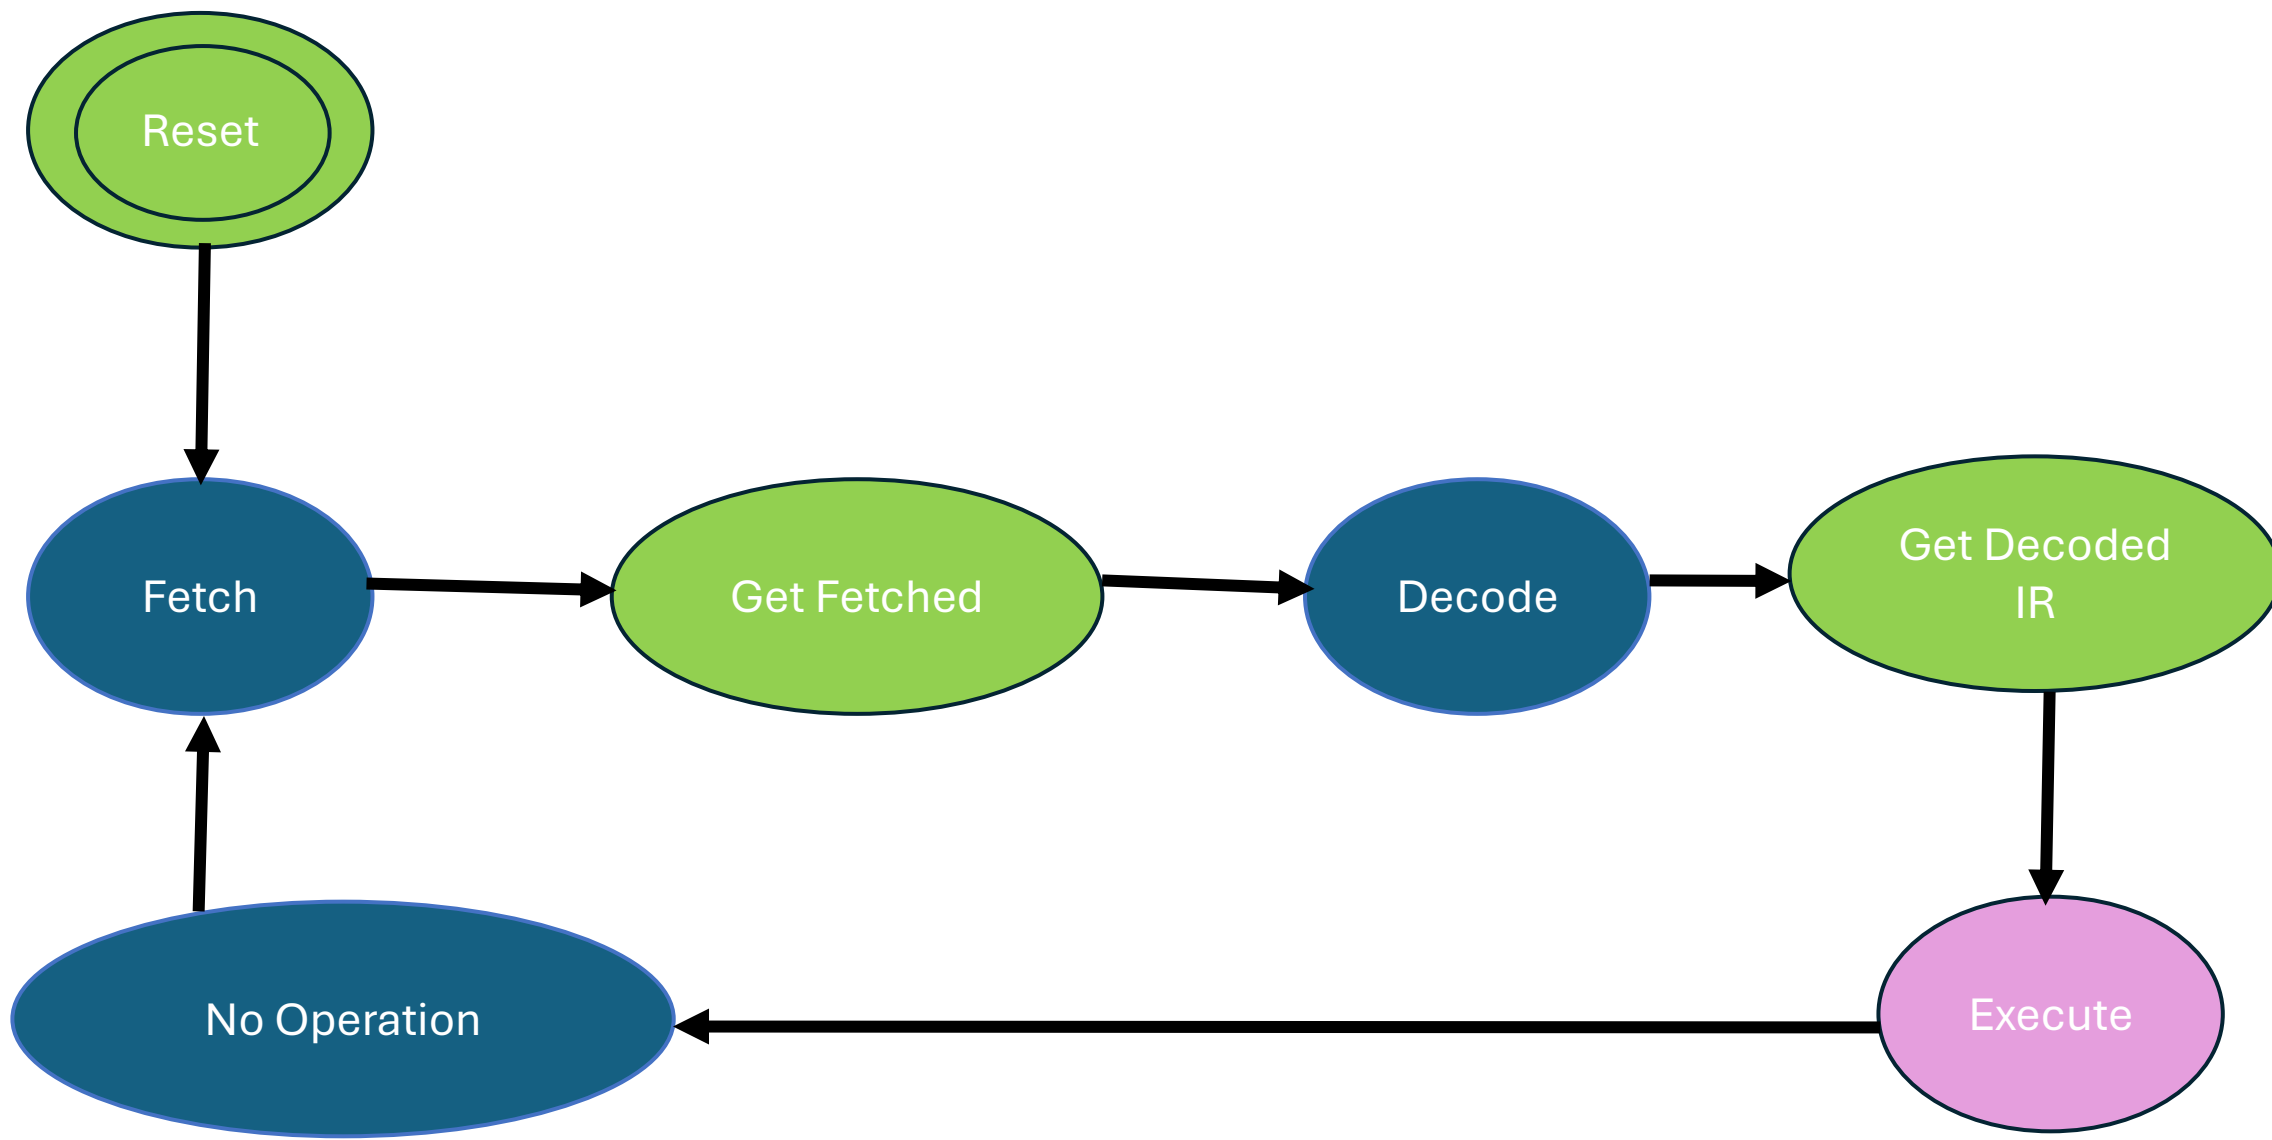 Reset
Fetch
Get Fetched
Decode
Get Decoded
IR
No Operation
Execute